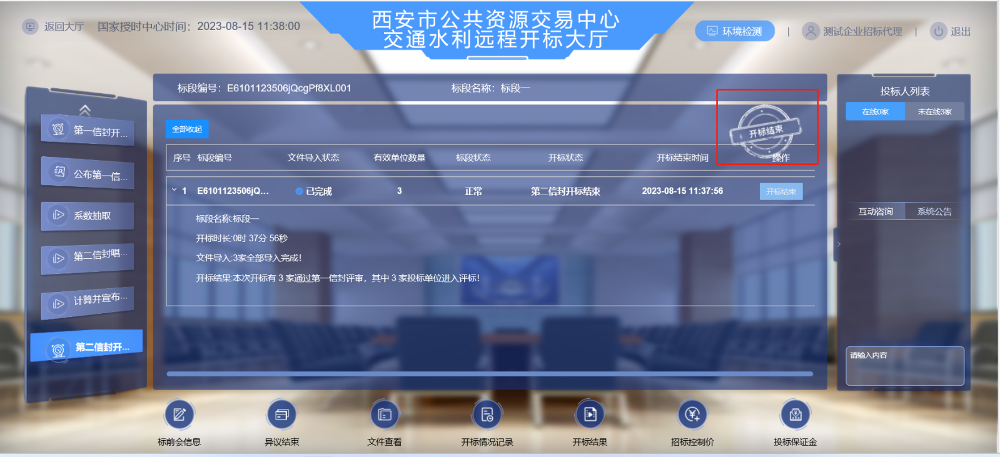 返回大厅 国家授时中心时间：2023-08-15 11:38:00
西安市公共资源交易中心
交通水利远程开标大厅
环境检测 | 测试企业招标代理 | 退出
标段编号：E6101123506jQcgPf8XL001 标段名称：标段一
第一信封开...
公布第一信...
系数抽取
第二信封唱...
计算并宣布...
第二信封开...
全部收起
开标结束
序号 标段编号 文件导入状态 有效单位数量 标段状态 开标状态 开标结束时间 操作
1 E6101123506jQ... 已完成 3 正常 第二信封开标结束 2023-08-15 11:37:56 开标结束
标段名称:标段一
开标时长:0时 37分 56秒
文件导入:3家全部导入完成！
开标结果:本次开标有 3 家通过第一信封评审，其中 3 家投标单位进入评标！
投标人列表
在线0家 未在线3家
互动咨询 系统公告
请输入内容
标前会信息 异议结束 文件查看 开标情况记录 开标结果 招标控制价 投标保证金